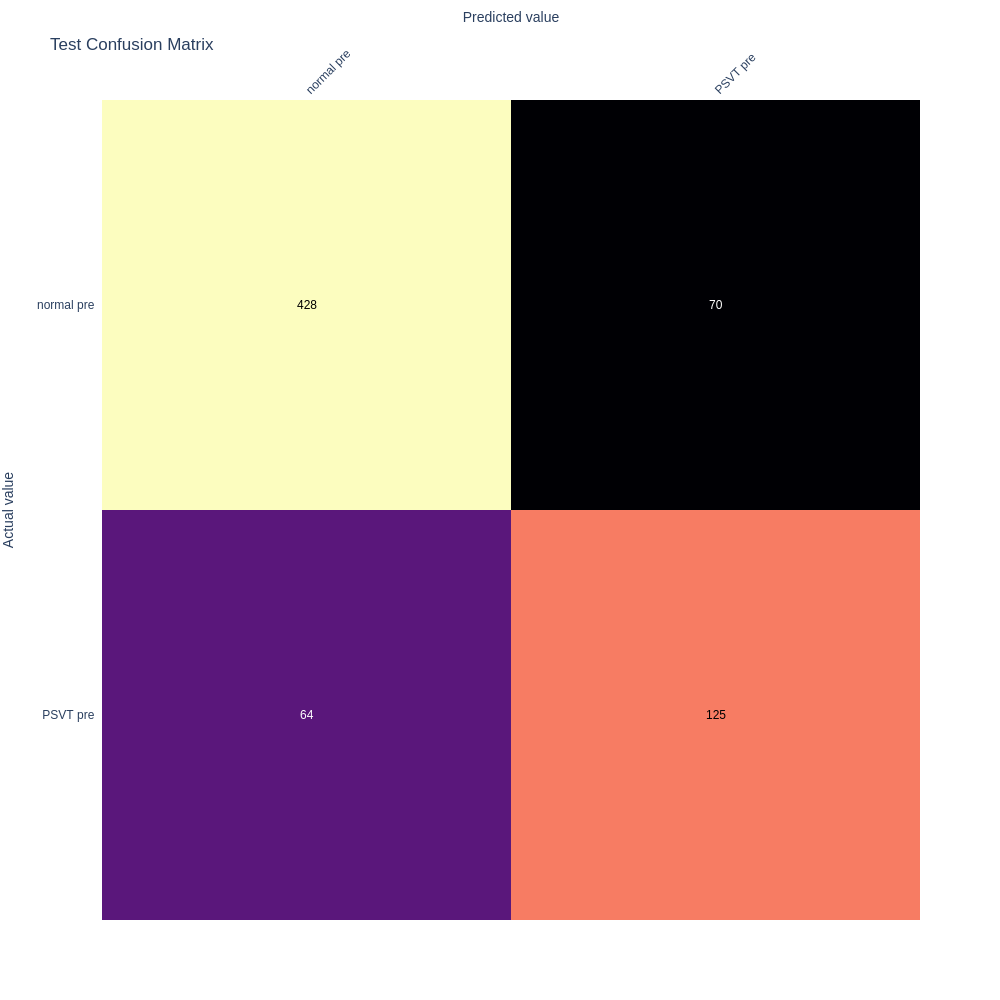 Predicted value
Test Confusion Matrix
normal pre
PSVT pre
normal pre
428
70
Actual value
PSVT pre
64
125